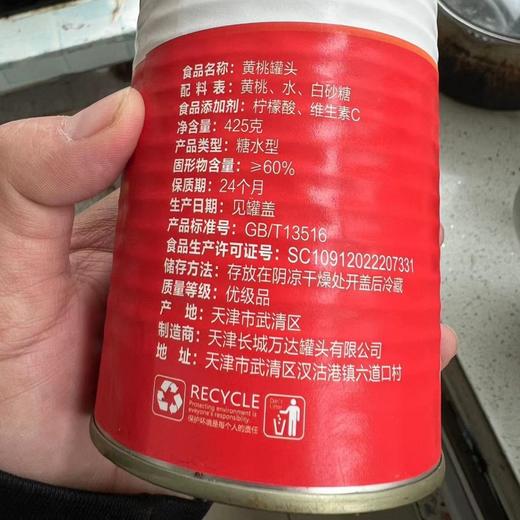 食品名称：黄桃罐头
配料表：黄桃、水、白砂糖
食品添加剂：柠檬酸、维生素C
净含量：425克
产品类型：糖水型
固形物含量：≥60%
保质期：24个月
生产日期：见罐盖
产品标准号：GB/T13516
食品生产许可证号：SC10912022207331
储存方法：存放在阴凉干燥处开盖后冷藏
质量等级：优级品
产地：天津市武清区
制造商：天津长城万达罐头有限公司
地址：天津市武清区汉沽港镇六道口村
RECYCLE
Protecting environment is
eveyone's responsibility.
保护环境是每个人的责任
Don't
Litter